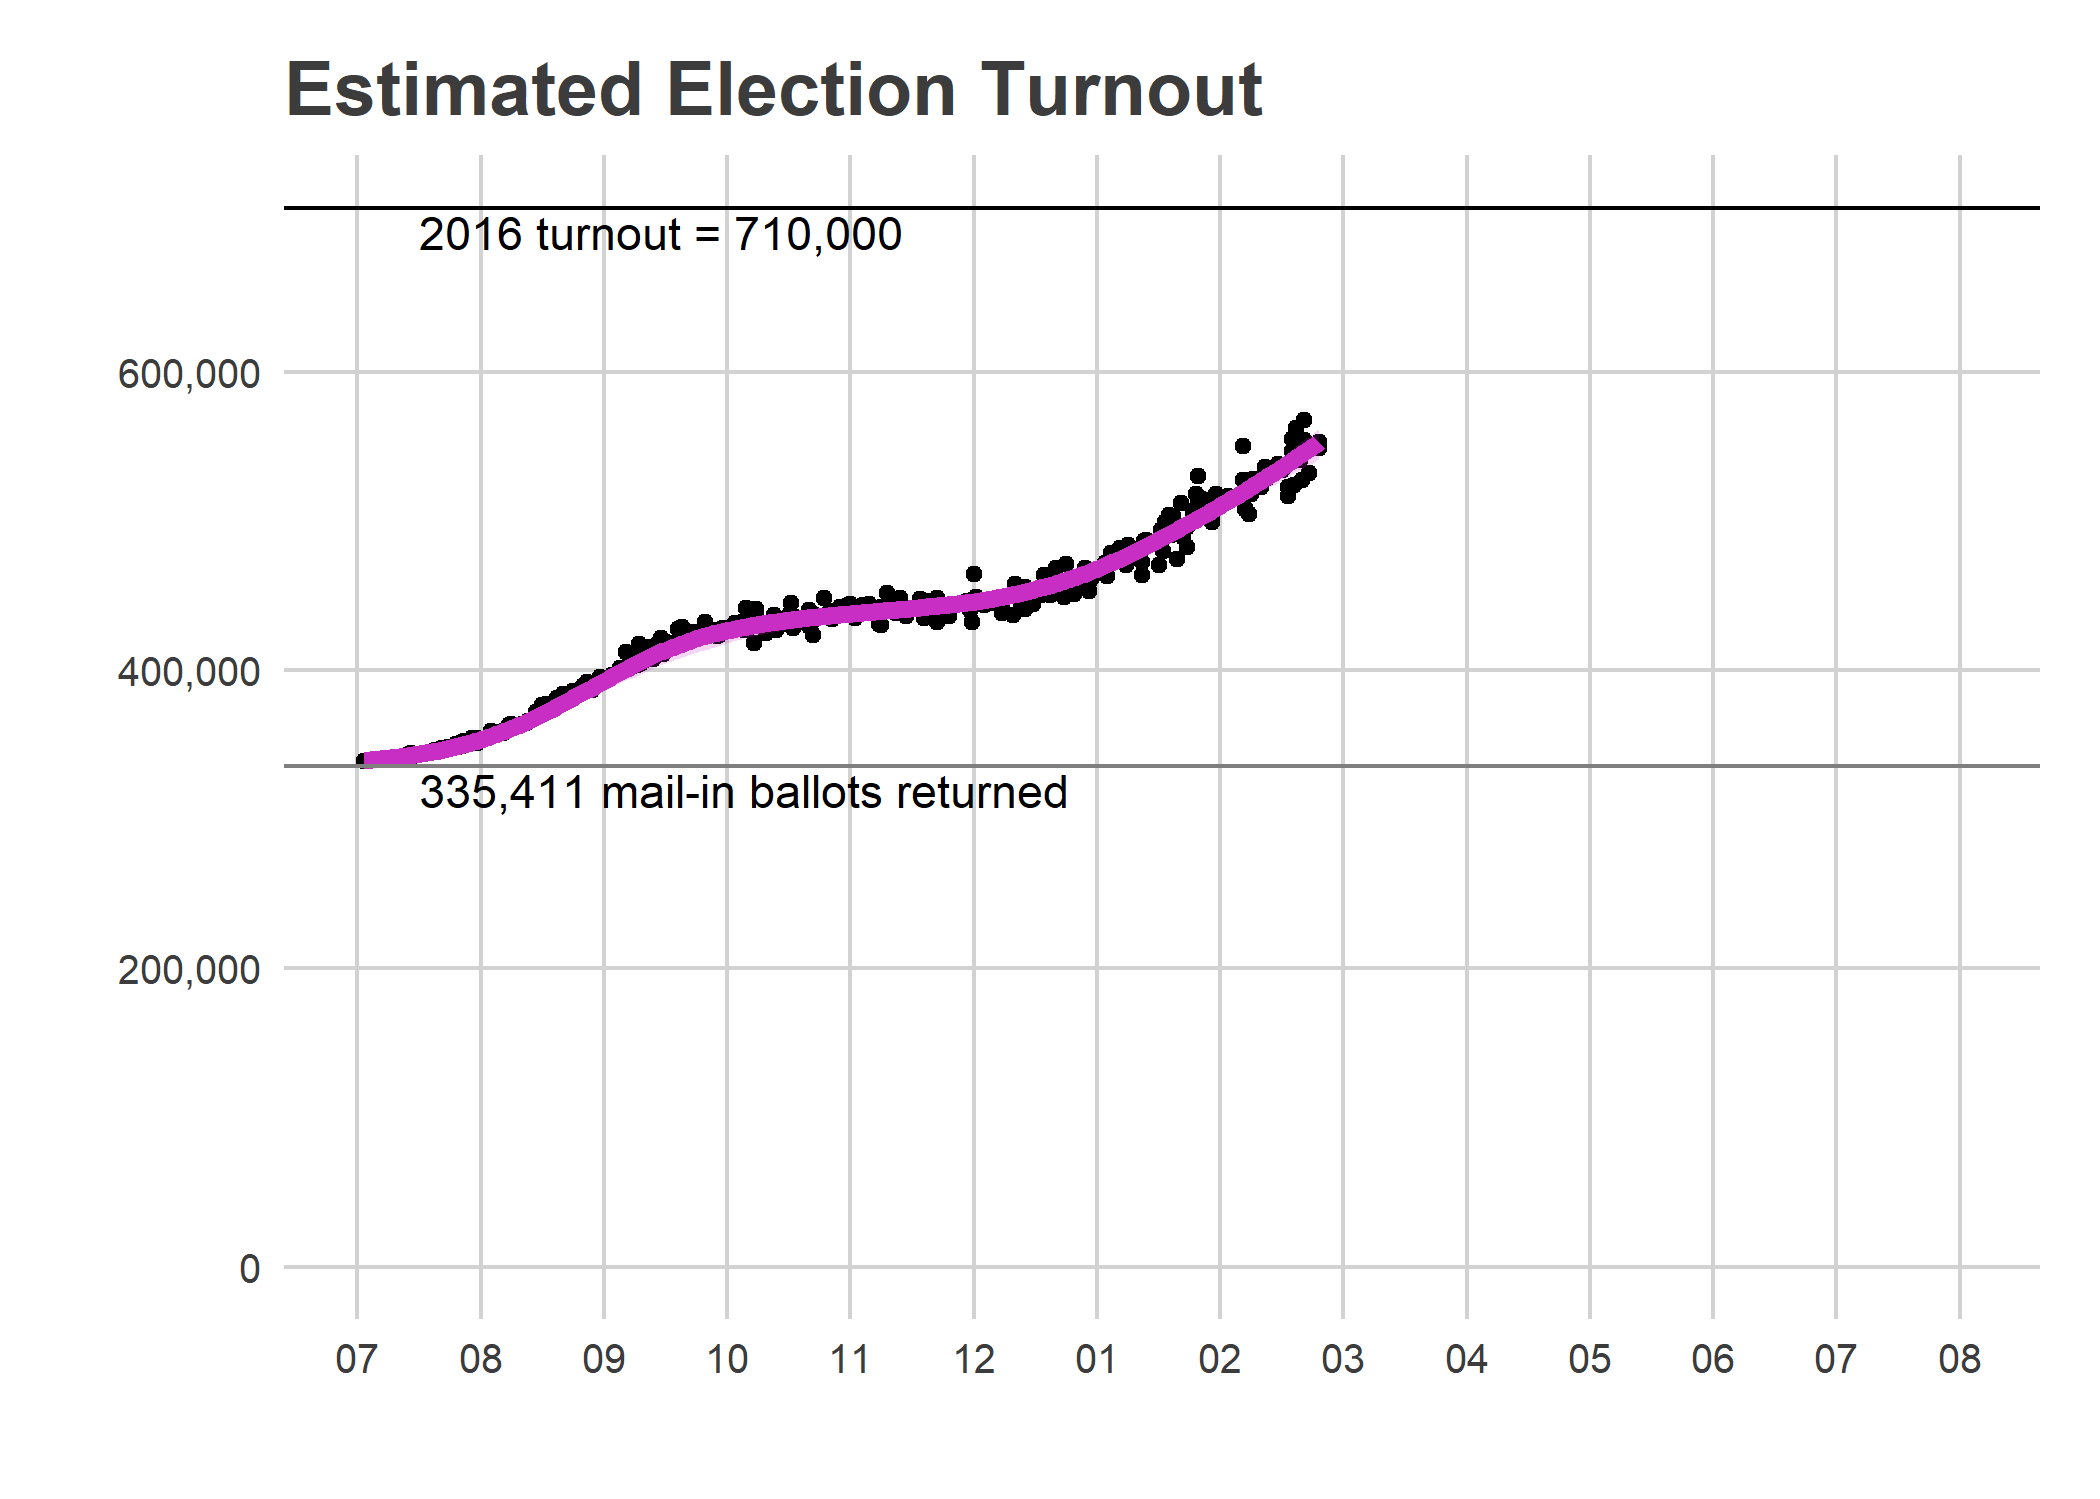 Estimated Election Turnout
2016 turnout = 710,000
600,000
400,000
335,411 mail-in ballots returned
200,000
0
07 08 09 10 11 12 01 02 03 04 05 06 07 08